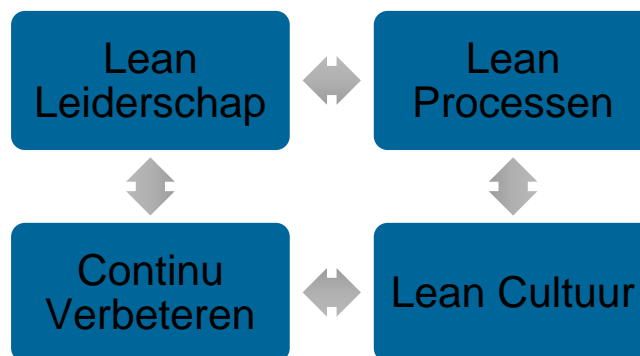 Lean
Leiderschap
Lean
Processen
Continu
Verbeteren
Lean Cultuur